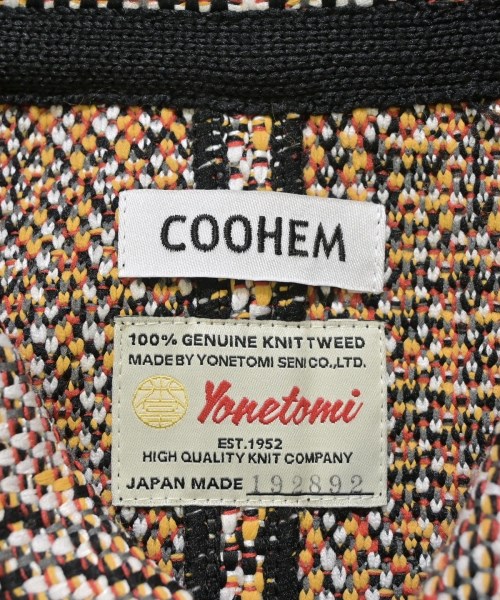 COOHEM
100% GENUINE KNIT TWEED
MADE BY YONETOMI SENI CO.,LTD.
Yonetomi
EST.1952
HIGH QUALITY KNIT COMPANY
JAPAN MADE 192892